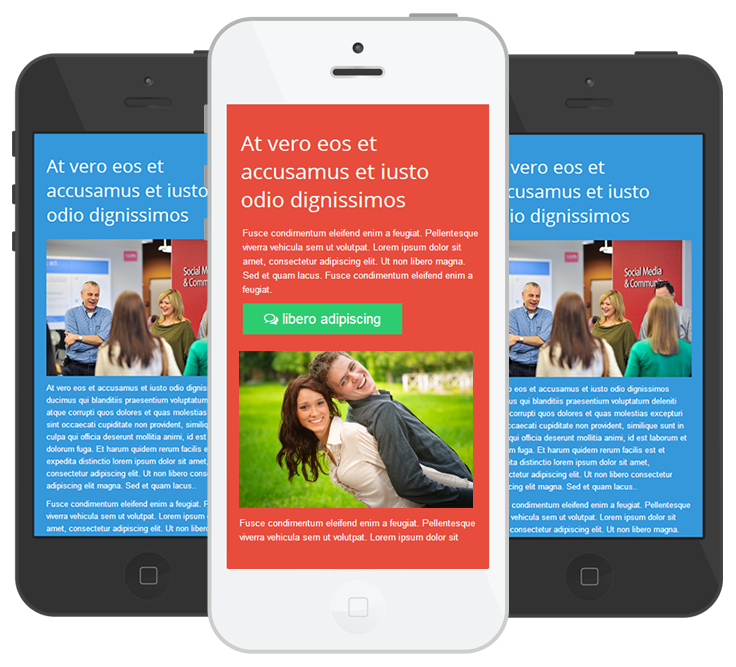 At vero eos et
accusamus et iusto
odio dignissimos
Social M
& Comm
At vero eos et accusamus et iusto odio
ducimus qui blanditiis praesentium voluptatum
atque corrupti quos dolores et quas molestias
sint occaecati cupiditate non provident,
culpa qui officia deserunt mollitia animi, id est
dolorum fuga. Et harum quidem rerum facilis
expedita distinctio lorem ipsum dolor sit amet,
consectetur adipiscing elit. Ut non libero
adipiscing elit magna. Sed et quam lacus..
Fusce condimentum eleifend enim a feugiat.
viverra vehicula sem ut volutpat. Lorem ipsum
amet, consectetur adipiscing elit. Ut non libero
At vero eos et
accusamus et iusto
odio dignissimos
Fusce condimentum eleifend enim a feugiat. Pellentesque
viverra vehicula sem ut volutpat. Lorem ipsum dolor sit
amet, consectetur adipiscing elit. Ut non libero magna.
Sed et quam lacus. Fusce condimentum eleifend enim a
feugiat.
libero adipiscing
Fusce condimentum eleifend enim a feugiat. Pellentesque
viverra vehicula sem ut volutpat. Lorem ipsum dolor sit
vero eos et
cusamus et iusto
io dignissimos
Social Media
& Commun
eos et accusamus et iusto odio dignissimos
qui blanditiis praesentium voluptatum deleniti
corrupti quos dolores et quas molestias excepturi
occaecati cupiditate non provident, similique sunt in
officia deserunt mollitia animi, id est laborum et
fuga. Et harum quidem rerum facilis est et
distinctio lorem ipsum dolor sit amet,
adipiscing elit. Ut non libero consectetur
elit magna. Sed et quam lacus..
condimentum eleifend enim a feugiat. Pellentesque
vehicula sem ut volutpat. Lorem ipsum dolor sit
consectetur adipiscing elit. Ut non libero magna.